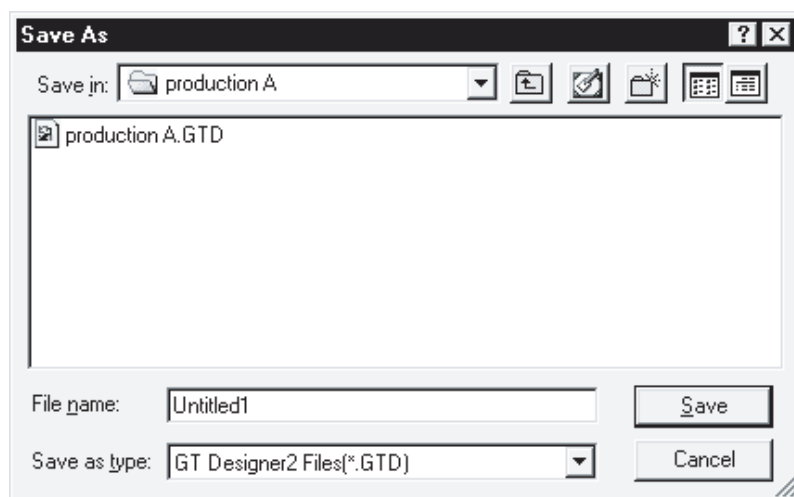 Save As
Save in: production A
production A.GTD
File name: Untitled1 Save
Save as type: GT Designer2 Files(*.GTD) Cancel